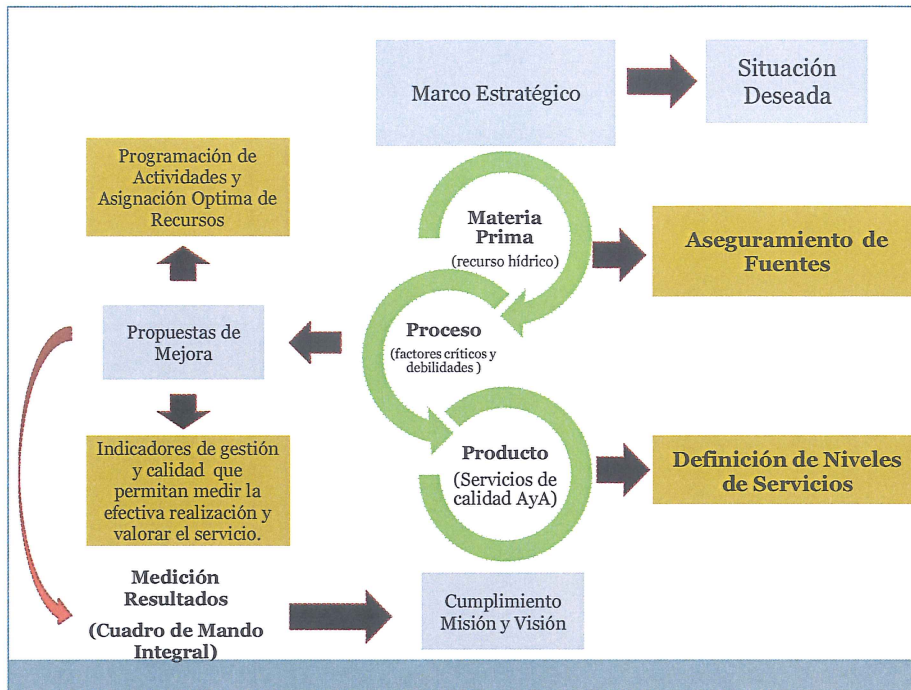 Marco Estratégico
Situación
Deseada
Programación de
Actividades y
Asignación Optima de
Recursos
Materia
Prima
(recurso hídrico)
Aseguramiento de
Fuentes
Propuestas de
Mejora
Proceso
(factores críticos y
debilidades )
Indicadores de gestión
y calidad que
permitan medir la
efectiva realización y
valorar el servicio.
Producto
(Servicios de
calidad AyA)
Definición de Niveles
de Servicios
Medición
Resultados
(Cuadro de Mando
Integral)
Cumplimiento
Misión y Visión